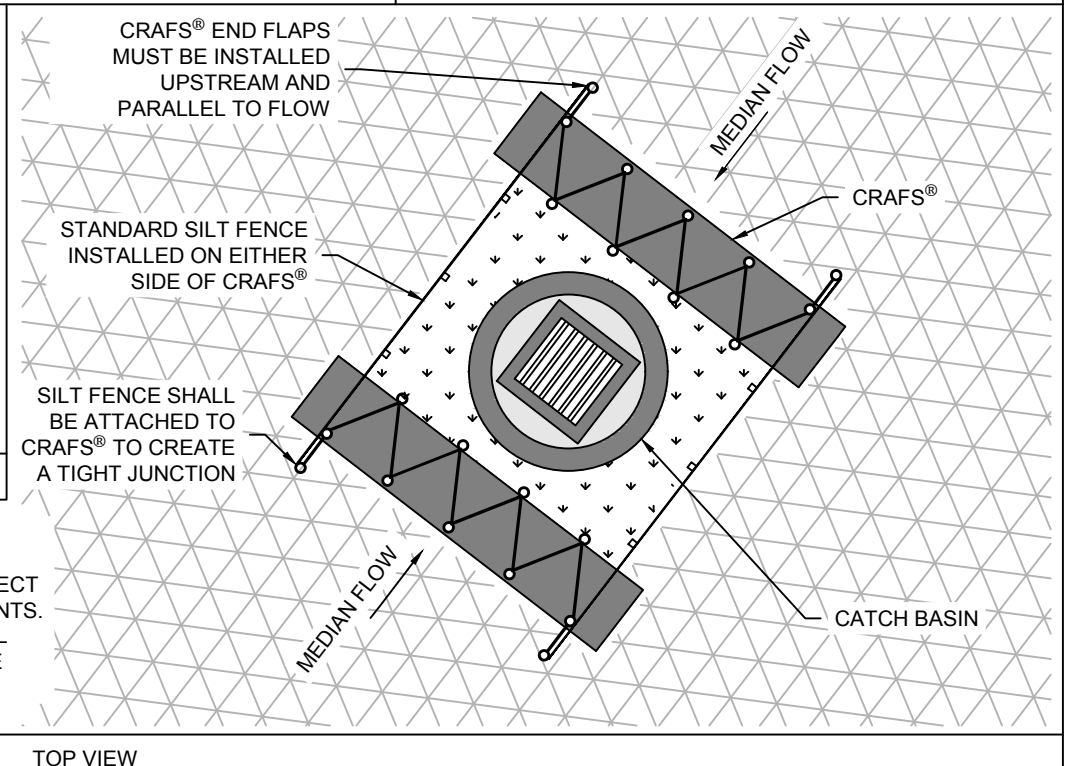 CRAFS® END FLAPS
MUST BE INSTALLED
UPSTREAM AND
PARALLEL TO FLOW
MEDIAN FLOW
CRAFS®
STANDARD SILT FENCE
INSTALLED ON EITHER
SIDE OF CRAFS®
SILT FENCE SHALL
BE ATTACHED TO
CRAFS® TO CREATE
A TIGHT JUNCTION
MEDIAN FLOW
CATCH BASIN
TOP VIEW